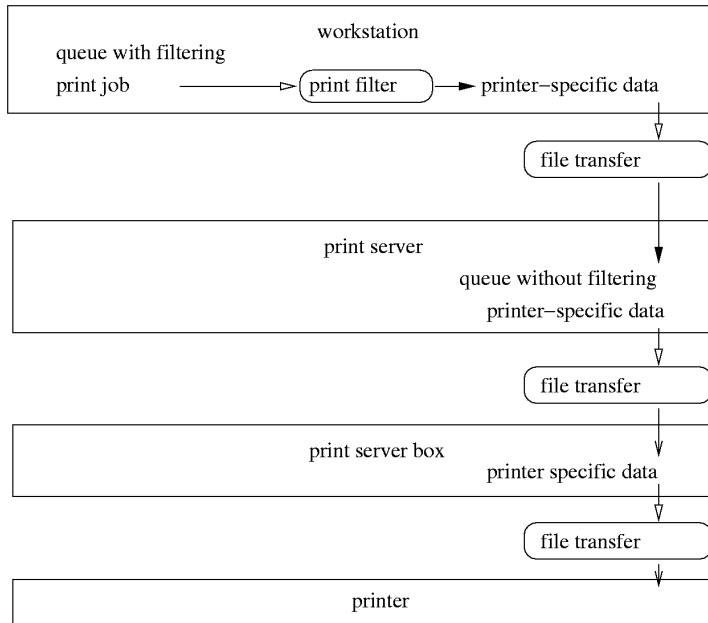 workstation
queue with filtering
print job print filter printer–specific data
file transfer
print server
queue without filtering
printer–specific data
file transfer
print server box
printer specific data
file transfer
printer